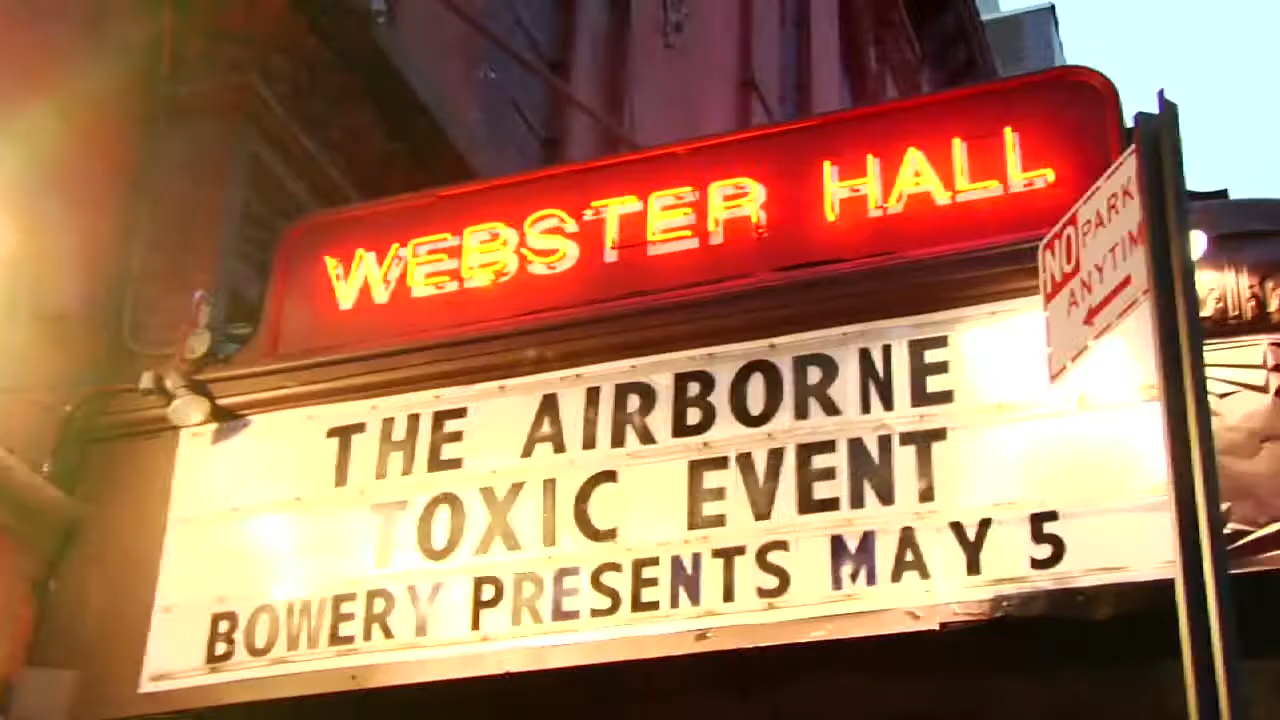 WEBSTER HALL
NO PARK
ANYTIM
THE AIRBORNE
TOXIC EVENT
BOWERY PRESENTS MAY 5